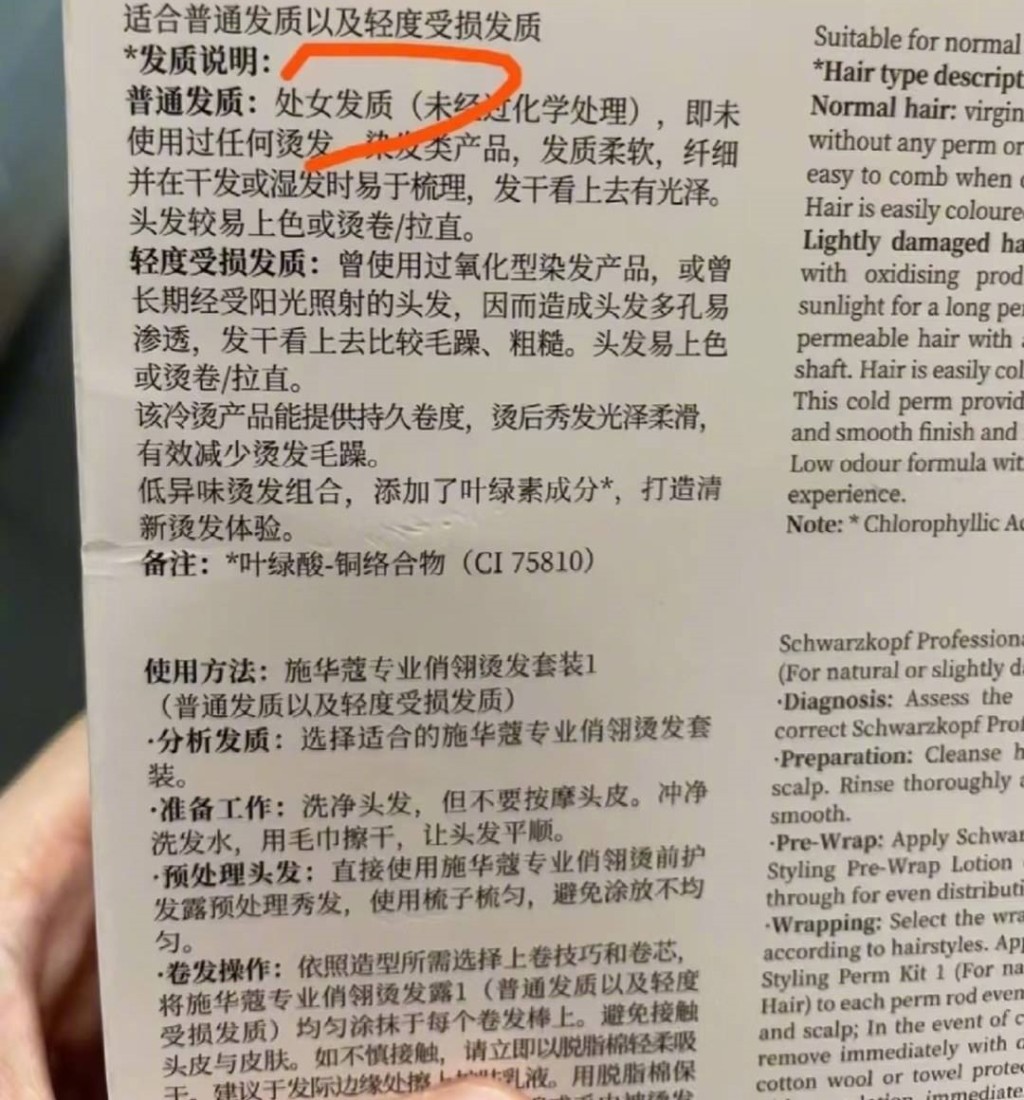 适合普通发质以及轻度受损发质
*发质说明：
普通发质：处女发质（未经过化学处理），即未
使用过任何烫发、染发类产品，发质柔软，纤细
并在干发或湿发时易于梳理，发干看上去有光泽。
头发较易上色或烫卷/拉直。
轻度受损发质：曾使用过氧化型染发产品，或曾
长期经受阳光照射的头发，因而造成头发多孔易
渗透，发干看上去比较毛躁、粗糙。头发易上色
或烫卷/拉直。
该冷烫产品能提供持久卷度，烫后秀发光泽柔滑，
有效减少烫发毛躁。
低异味烫发组合，添加了叶绿素成分*，打造清
新烫发体验。
备注：*叶绿酸-铜络合物（CI 75810）
使用方法：施华蔻专业俏翎烫发套装1
（普通发质以及轻度受损发质）
·分析发质：选择适合的施华蔻专业俏翎烫发套
装。
·准备工作：洗净头发，但不要按摩头皮。冲净
洗发水，用毛巾擦干，让头发平顺。
·预处理头发：直接使用施华蔻专业俏翎烫前护
发露预处理秀发，使用梳子梳匀，避免涂放不均
匀。
·卷发操作：依照造型所需选择上卷技巧和卷芯，
将施华蔻专业俏翎烫发露1（普通发质以及轻度
受损发质）均匀涂抹于每个卷发棒上。避免接触
头皮与皮肤。如不慎接触，请立即以脱脂棉轻柔吸
干。建议于发际边缘处擦上 乳液。用脱脂棉保
Suitable for normal
*Hair type descript
Normal hair: virgin
without any perm or
easy to comb when
Hair is easily coloure
Lightly damaged ha
with oxidising prod
sunlight for a long pe
permeable hair with
shaft. Hair is easily col
This cold perm provid
and smooth finish and
Low odour formula wit
experience.
Note: * Chlorophyllic Ac
Schwarzkopf Professiona
(For natural or slightly da
·Diagnosis: Assess the
correct Schwarzkopf Prof
·Preparation: Cleanse h
scalp. Rinse thoroughly a
smooth.
·Pre-Wrap: Apply Schwar
Styling Pre-Wrap Lotion
through for even distributi
·Wrapping: Select the wra
according to hairstyles. App
Styling Perm Kit 1 (For na
Hair) to each perm rod even
and scalp; In the event of c
remove immediately with
cotton wool or towel prote
immediate